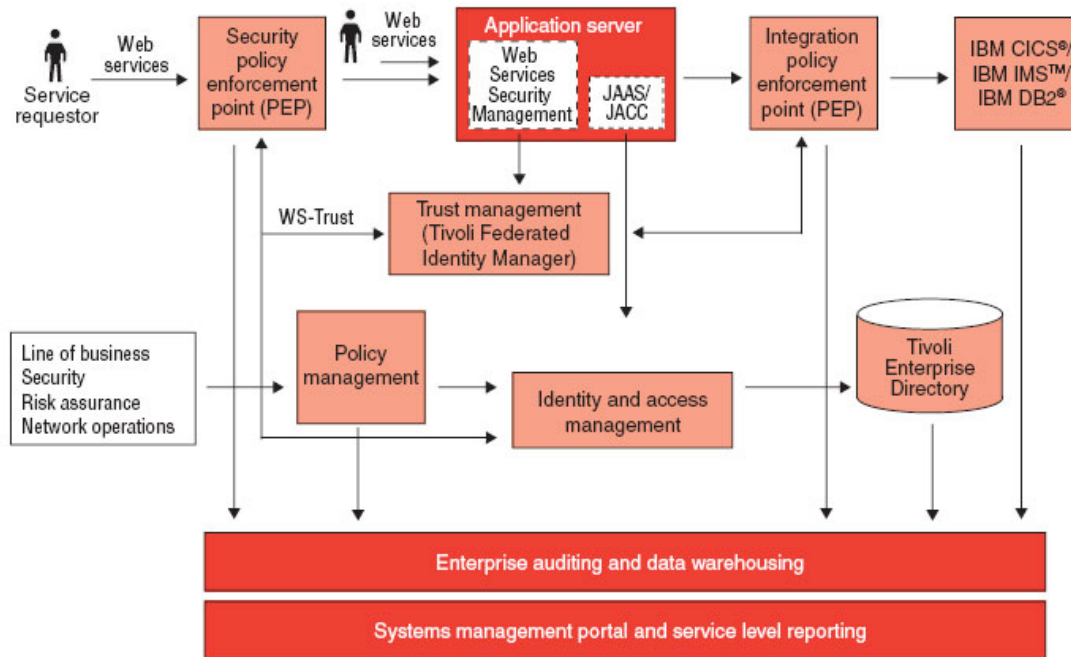 Web
services
Service
requestor
Security
policy
enforcement
point (PEP)
Web
services
Application server
Web
Services
Security
Management
JAAS/
JACC
Integration
policy
enforcement
point (PEP)
IBM CICS®/
IBM IMS™/
IBM DB2®
WS-Trust
Trust management
(Tivoli Federated
Identity Manager)
Line of business
Security
Risk assurance
Network operations
Policy
management
Identity and access
management
Tivoli
Enterprise
Directory
Enterprise auditing and data warehousing
Systems management portal and service level reporting